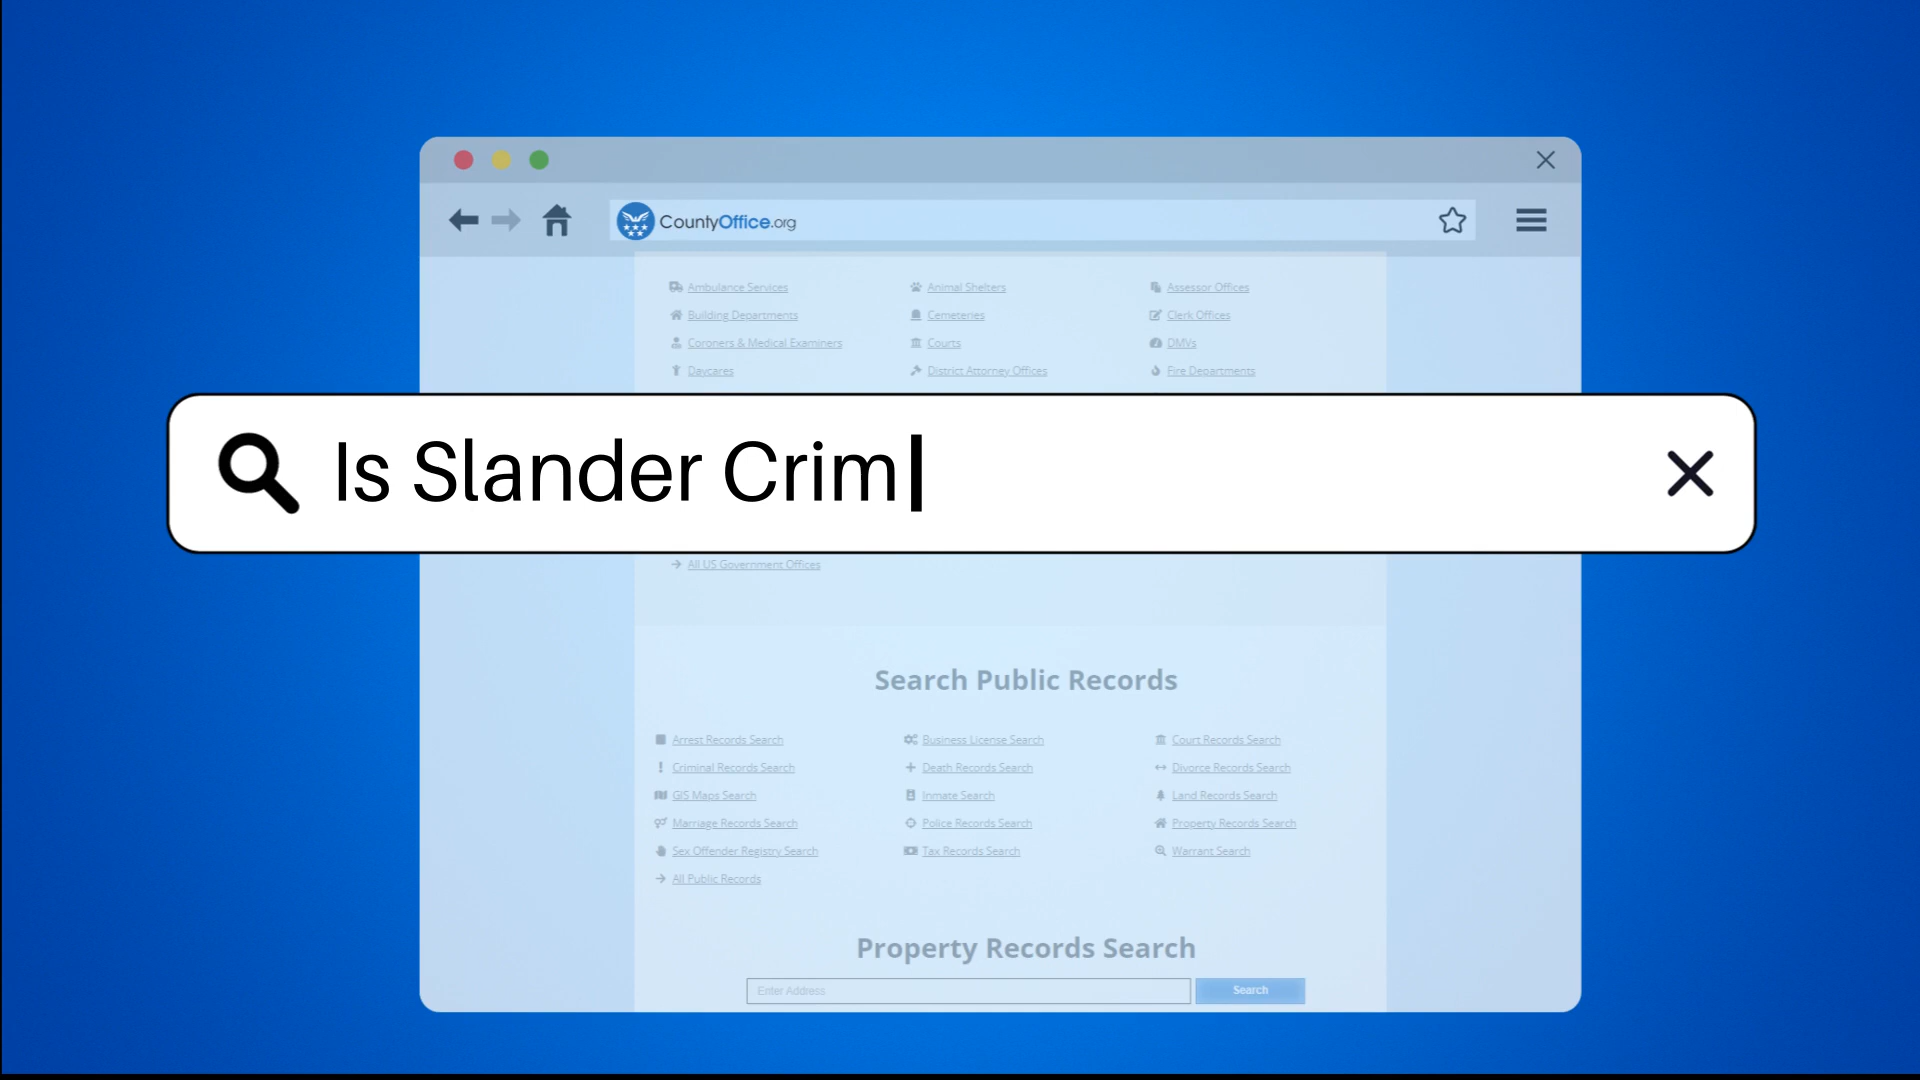 CountyOffice.org
Ambulance Services Animal Shelters Assessor Offices
Building Departments Cemeteries Clerk Offices
Coroners & Medical Examiners Courts DMVs
Daycares District Attorney Offices Fire Departments
Is Slander Crim
All US Government Offices
Search Public Records
Arrest Records Search Business License Search Court Records Search
Criminal Records Search Death Records Search Divorce Records Search
GIS Maps Search Inmate Search Land Records Search
Marriage Records Search Police Records Search Property Records Search
Sex Offender Registry Search Tax Records Search Warrant Search
All Public Records
Property Records Search
Enter Address Search